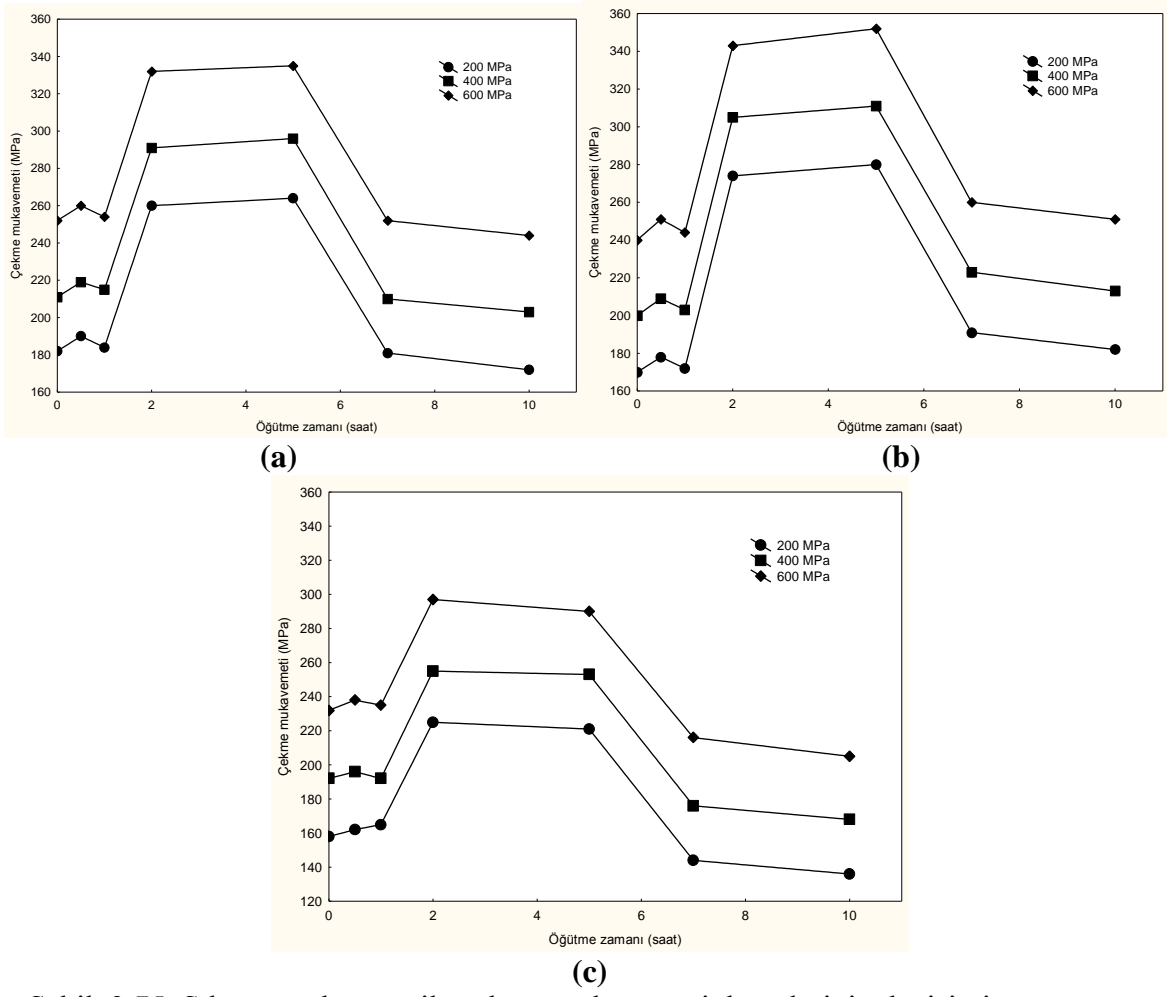 360
340
320
300
280
260
240
220
200
180
160
Çekme mukavemeti (MPa)
200 MPa
400 MPa
600 MPa
0 2 4 6 8 10
Öğütme zamanı (saat)
(a)
360
340
320
300
280
260
240
220
200
180
160
Çekme mukavemeti (MPa)
200 MPa
400 MPa
600 MPa
0 2 4 6 8 10
Öğütme zamanı (saat)
(b)
360
340
320
300
280
260
240
220
200
180
160
140
120
Çekme mukavemeti (MPa)
200 MPa
400 MPa
600 MPa
0 2 4 6 8 10
Öğütme zamanı (saat)
(c)